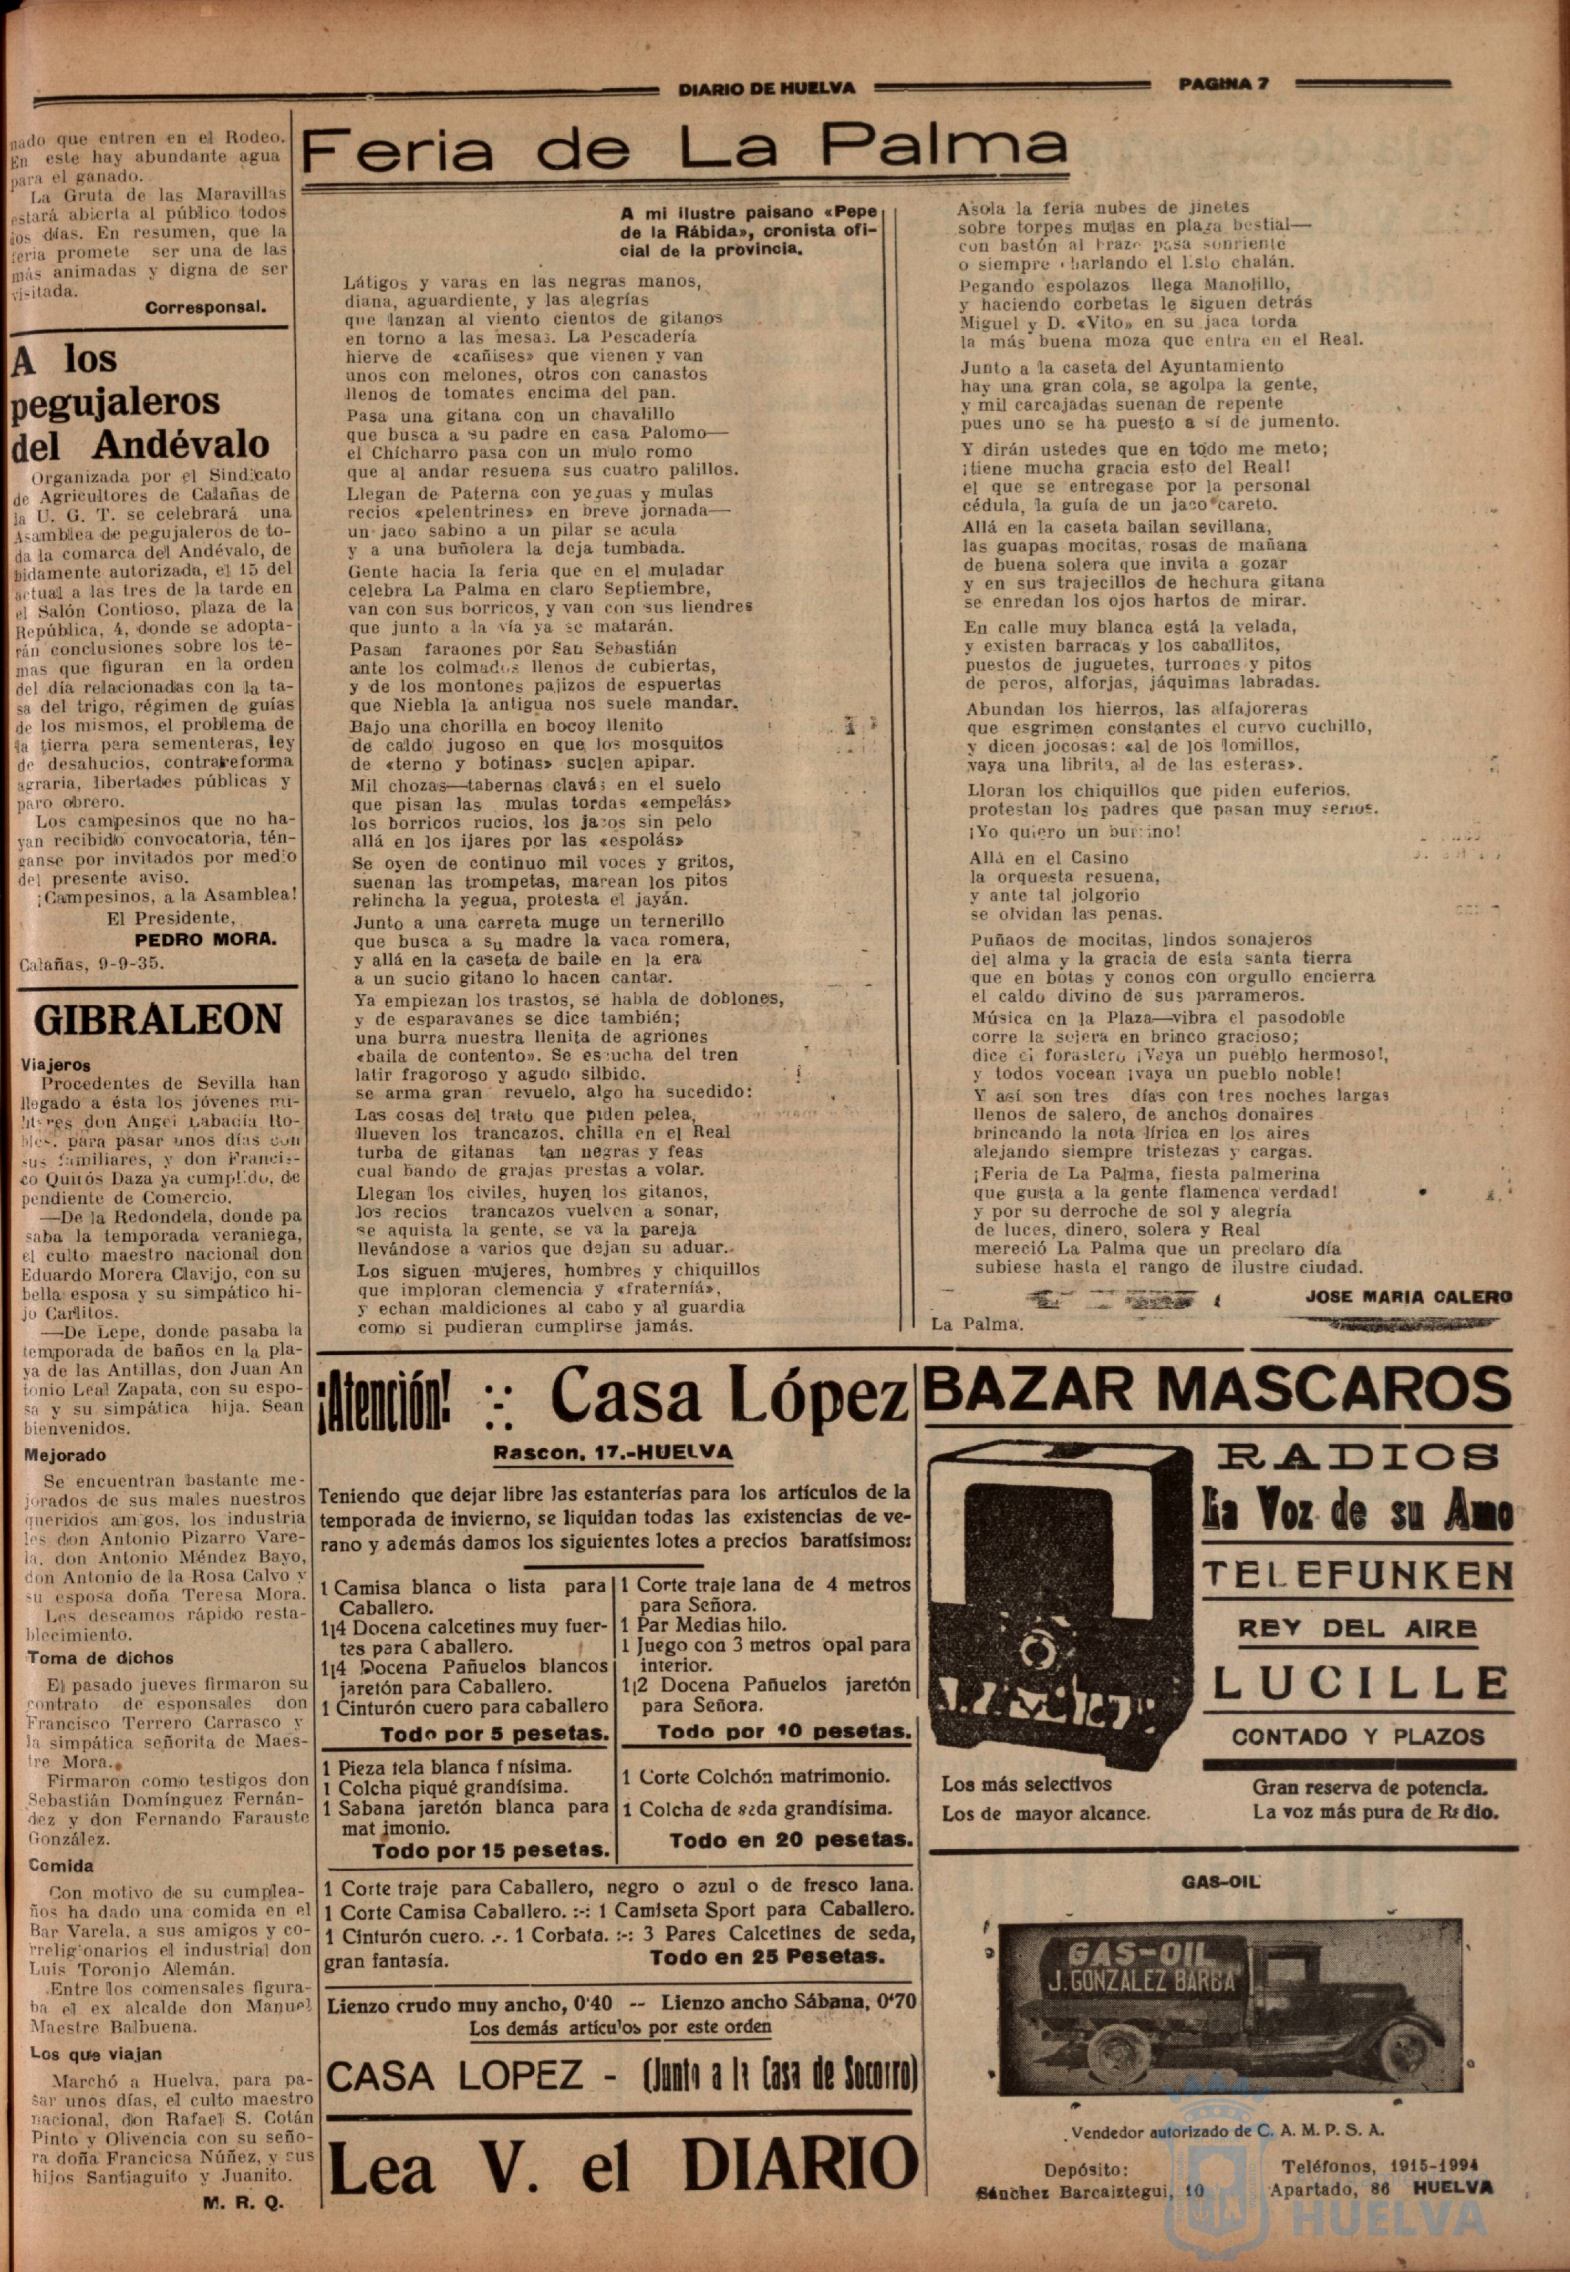 DIARIO DE HUELVA
PAGINA 7
nado que entren en el Rodeo.
En este hay abundante agua
para el ganado.
La Gruta de las Maravillas
estará abierta al público todos
los días. En resumen, que la
feria promete ser una de las
más animadas y digna de ser
visitada.
Corresponsal.
A los
pegujaleros
del Andévalo
Organizada por el Sindicato
de Agricultores de Calañas de
la U. G. T. se celebrará una
Asamblea de pegujaleros de to-
da la comarca del Andévalo, de
bidamente autorizada, el 15 del
actual a las tres de la tarde en
el Salón Contioso, plaza de la
República, 4, donde se adopta-
rán conclusiones sobre los te-
mas que figuran en la orden
del día relacionadas con la ta-
sa del trigo, régimen de guías
de los mismos, el problema de
la tierra para sementeras, ley
de desahucios, contrareforma
agraria, libertades públicas y
paro obrero.
Los campesinos que no ha-
yan recibido convocatoria, tén-
ganse por invitados por medio
del presente aviso.
¡Campesinos, a la Asamblea!
El Presidente,
PEDRO MORA.
Calañas, 9-9-35.
GIBRALEON
Viajeros
Procedentes de Sevilla han
llegado a ésta los jóvenes mi-
litares don Angel Labadía Ro-
bles, para pasar unos días con
sus familiares, y don Francis-
co Quirós Daza ya cumplido, de
pendiente de Comercio.
—De la Redondela, donde pa
saba la temporada veraniega,
el culto maestro nacional don
Eduardo Morera Clavijo, con su
bella esposa y su simpático hi-
jo Carlitos.
—De Lepe, donde pasaba la
temporada de baños en la pla-
ya de las Antillas, don Juan An
tonio Leal Zapata, con su espo-
sa y su simpática hija. Sean
bienvenidos.
Mejorado
Se encuentran bastante me-
jorados de sus males nuestros
queridos amigos, los industria
les don Antonio Pizarro Vare-
la, don Antonio Méndez Bayo,
don Antonio de la Rosa Calvo y
su esposa doña Teresa Mora.
Les deseamos rápido resta-
blecimiento.
Toma de dichos
El pasado jueves firmaron su
contrato de esponsales don
Francisco Terrero Carrasco y
la simpática señorita de Maes-
tre Mora.
Firmaron como testigos don
Sebastián Domínguez Fernán-
dez y don Fernando Farauste
González.
Comida
Con motivo de su cumplea-
ños ha dado una comida en el
Bar Varela, a sus amigos y co-
rreligionarios el industrial don
Luis Toronjo Alemán.
Entre los comensales figura-
ba el ex alcalde don Manuel
Maestre Balbuena.
Los que viajan
Marchó a Huelva, para pa-
sar unos días, el culto maestro
nacional, don Rafael S. Cotán
Pinto y Olivencia con su seño-
ra doña Francicsa Núñez, y sus
hijos Santiaguito y Juanito.
M. R. Q.
Feria de La Palma
A mi ilustre paisano «Pepe
de la Rábida», cronista ofi-
cial de la provincia.
Látigos y varas en las negras manos,
diana, aguardiente, y las alegrías
que lanzan al viento cientos de gitanos
en torno a las mesas. La Pescadería
hierve de «cañises» que vienen y van
unos con melones, otros con canastos
llenos de tomates encima del pan.
Pasa una gitana con un chavalillo
que busca a su padre en casa Palomo—
el Chícharro pasa con un mulo romo
que al andar resuena sus cuatro palillos.
Llegan de Paterna con yeguas y mulas
recios «pelentrines» en breve jornada—
un jaco sabino a un pilar se acula
y a una buñolera la deja tumbada.
Gente hacia la feria que en el muladar
celebra La Palma en claro Septiembre,
van con sus borricos, y van con sus liendres
que junto a la vía ya se matarán.
Pasan faraones por San Sebastián
ante los colmados llenos de cubiertas,
y de los montones pajizos de espuertas
que Niebla la antigua nos suele mandar.
Bajo una chorilla en bocoy llenito
de caldo jugoso en que los mosquitos
de «terno y botinas» suelen apipar.
Mil chozas—tabernas clavás en el suelo
que pisan las mulas tordas «empelás»
los borricos rucios, los jacos sin pelo
allá en los ijares por las «espolás»
Se oyen de continuo mil voces y gritos,
suenan las trompetas, marean los pitos
relincha la yegua, protesta el jayán.
Junto a una carreta muge un ternerillo
que busca a su madre la vaca romera,
y allá en la caseta de baile en la era
a un sucio gitano lo hacen cantar.
Ya empiezan los trastos, se habla de doblones,
y de esparavanes se dice también;
una burra nuestra llenita de agriones
«baila de contento». Se escucha del tren
latir fragoroso y agudo silbido.
se arma gran revuelo, algo ha sucedido:
Las cosas del trato que piden pelea,
llueven los trancazos, chilla en el Real
turba de gitanas tan negras y feas
cual bando de grajas prestas a volar.
Llegan los civiles, huyen los gitanos,
los recios trancazos vuelven a sonar,
se aquista la gente, se va la pareja
llevándose a varios que dejan su aduar.
Los siguen mujeres, hombres y chiquillos
que imploran clemencia y «fraternía»,
y echan maldiciones al cabo y al guardia
como si pudieran cumplirse jamás.
Asola la feria nubes de jinetes
sobre torpes mulas en plaza bestial—
con bastón al brazo pasa sonriente
o siempre charlando el listo chalán.
Pegando espolazos llega Manolillo,
y haciendo corbetas le siguen detrás
Miguel y D. «Vito» en su jaca torda
la más buena moza que entra en el Real.
Junto a la caseta del Ayuntamiento
hay una gran cola, se agolpa la gente,
y mil carcajadas suenan de repente
pues uno se ha puesto a sí de jumento.
Y dirán ustedes que en todo me meto;
¡tiene mucha gracia esto del Real!
el que se entregase por la personal
cédula, la guía de un jaco careto.
Allá en la caseta bailan sevillana,
las guapas mocitas, rosas de mañana
de buena solera que invita a gozar
y en sus trajecillos de hechura gitana
se enredan los ojos hartos de mirar.
En calle muy blanca está la velada,
y existen barracas y los caballitos,
puestos de juguetes, turrones y pitos
de peros, alforjas, jáquimas labradas.
Abundan los hierros, las alfajoreras
que esgrimen constantes el curvo cuchillo,
y dicen jocosas: «al de los lomillos,
vaya una librita, al de las esteras».
Lloran los chiquillos que piden euferios,
protestan los padres que pasan muy serios.
¡Yo quiero un burrino!
Allá en el Casino
la orquesta resuena,
y ante tal jolgorio
se olvidan las penas.
Puñaos de mocitas, lindos sonajeros
del alma y la gracia de esta santa tierra
que en botas y conos con orgullo encierra
el caldo divino de sus parrameros.
Música en la Plaza—vibra el pasodoble
corre la sujera en brinco gracioso;
dice el forastero ¡Vaya un pueblo hermoso!,
y todos vocean ¡vaya un pueblo noble!
Y así son tres días con tres noches largas
llenos de salero, de anchos donaires
brincando la nota lírica en los aires
alejando siempre tristezas y cargas.
¡Feria de La Palma, fiesta palmerina
que gusta a la gente flamenca verdad!
y por su derroche de sol y alegría
de luces, dinero, solera y Real
mereció La Palma que un preclaro día
subiese hasta el rango de ilustre ciudad.
JOSE MARIA CALERO
La Palma.
¡Atención! :-: Casa López
Rascon, 17.-HUELVA
Teniendo que dejar libre las estanterías para los artículos de la
temporada de invierno, se liquidan todas las existencias de ve-
rano y además damos los siguientes lotes a precios baratísimos:
1 Camisa blanca o lista para
Caballero.
1|4 Docena calcetines muy fuer-
tes para Caballero.
1|4 Docena Pañuelos blancos
jaretón para Caballero.
1 Cinturón cuero para caballero
Todo por 5 pesetas.
1 Corte traje lana de 4 metros
para Señora.
1 Par Medias hilo.
1 Juego con 3 metros opal para
interior.
1|2 Docena Pañuelos jaretón
para Señora.
Todo por 10 pesetas.
1 Pieza tela blanca f nísima.
1 Colcha piqué grandísima.
1 Sabana jaretón blanca para
mat imonio.
Todo por 15 pesetas.
1 Corte Colchón matrimonio.
1 Colcha de seda grandísima.
Todo en 20 pesetas.
1 Corte traje para Caballero, negro o azul o de fresco lana.
1 Corte Camisa Caballero. :-: 1 Camiseta Sport para Caballero.
1 Cinturón cuero. .-. 1 Corbata. :-: 3 Pares Calcetines de seda,
gran fantasía. Todo en 25 Pesetas.
Lienzo crudo muy ancho, 0'40 -- Lienzo ancho Sábana, 0'70
Los demás artículos por este orden
CASA LOPEZ - (Junto a la Casa de Socorro)
Lea V. el DIARIO
BAZAR MASCAROS
RADIOS
La Voz de su Amo
TELEFUNKEN
REY DEL AIRE
LUCILLE
CONTADO Y PLAZOS
Los más selectivos
Los de mayor alcance.
Gran reserva de potencia.
La voz más pura de Radio.
GAS-OIL
GAS-OIL
J. GONZALEZ BARBA
Vendedor autorizado de C. A. M. P. S. A.
Depósito:
Sánchez Barcaiztegui, 10
Teléfonos, 1915-1994
Apartado, 86 HUELVA
HUELVA